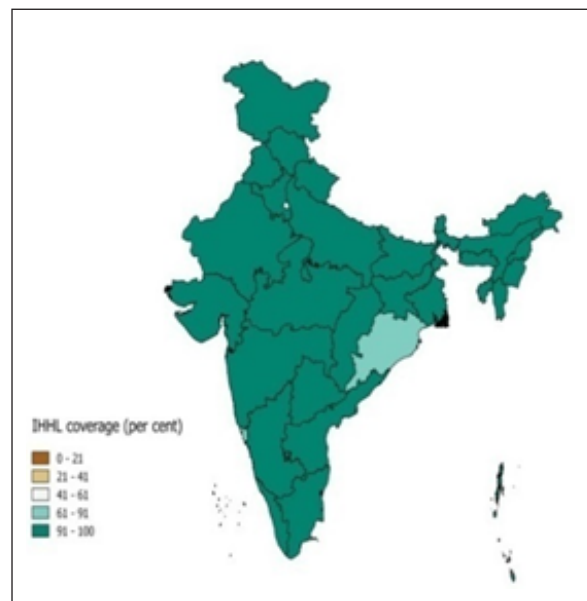 IHHL coverage (per cent)
0 - 21
21 - 41
41 - 61
61 - 91
91 - 100